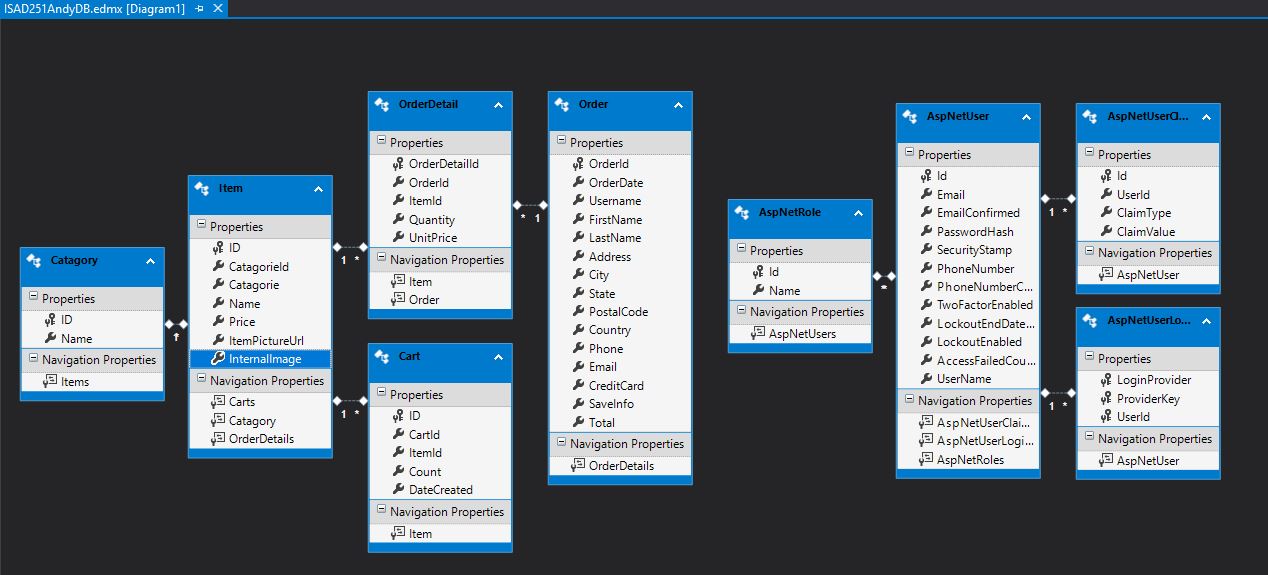 ISAD251AndyDB.edmx [Diagram1]
Catagory
Properties
ID
Name
Navigation Properties
Items
1 *
Item
Properties
ID
CatagorieId
Catagorie
Name
Price
ItemPictureUrl
InternalImage
Navigation Properties
Carts
Catagory
OrderDetails
1 *
1 *
OrderDetail
Properties
OrderDetailId
OrderId
ItemId
Quantity
UnitPrice
Navigation Properties
Item
Order
* 1
Cart
Properties
ID
CartId
ItemId
Count
DateCreated
Navigation Properties
Item
Order
Properties
OrderId
OrderDate
Username
FirstName
LastName
Address
City
State
PostalCode
Country
Phone
Email
CreditCard
SaveInfo
Total
Navigation Properties
OrderDetails
AspNetRole
Properties
Id
Name
Navigation Properties
AspNetUsers
*
AspNetUser
Properties
Id
Email
EmailConfirmed
PasswordHash
SecurityStamp
PhoneNumber
PhoneNumberC...
TwoFactorEnabled
LockoutEndDate...
LockoutEnabled
AccessFailedCou...
UserName
Navigation Properties
AspNetUserClai...
AspNetUserLogi...
AspNetRoles
1 *
1 *
AspNetUserCl...
Properties
Id
UserId
ClaimType
ClaimValue
Navigation Properties
AspNetUser
AspNetUserLo...
Properties
LoginProvider
ProviderKey
UserId
Navigation Properties
AspNetUser